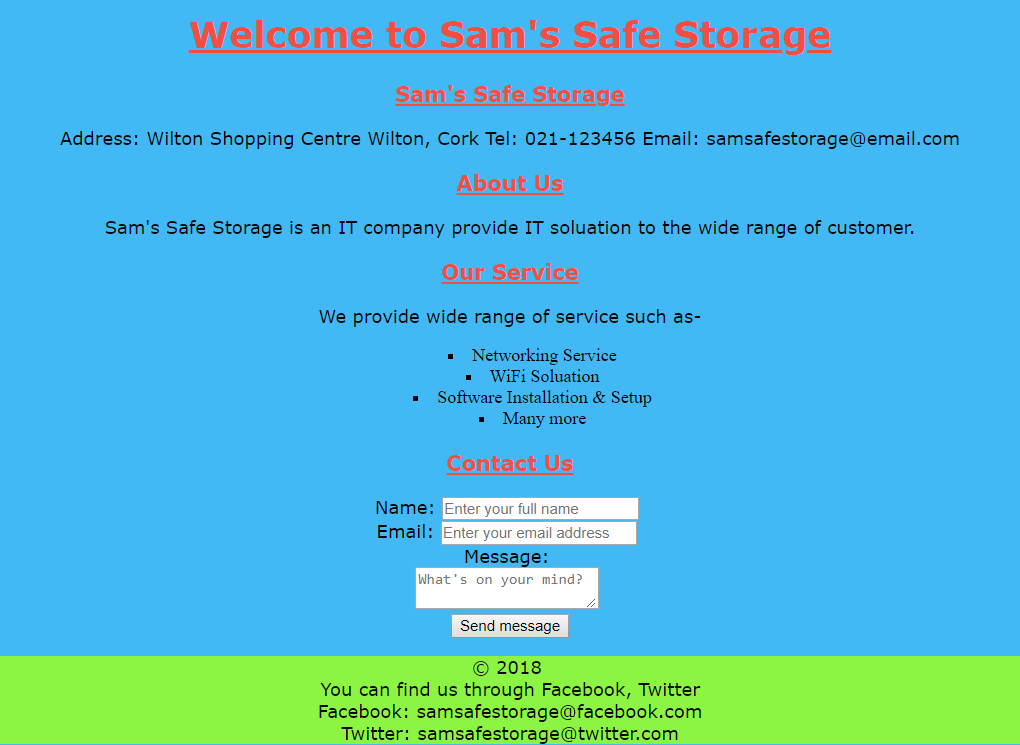 Welcome to Sam's Safe Storage
Sam's Safe Storage
Address: Wilton Shopping Centre Wilton, Cork Tel: 021-123456 Email: samsafestorage@email.com
About Us
Sam's Safe Storage is an IT company provide IT soluation to the wide range of customer.
Our Service
We provide wide range of service such as-
▪ Networking Service
▪ WiFi Soluation
▪ Software Installation & Setup
▪ Many more
Contact Us
Name: Enter your full name
Email: Enter your email address
Message:
What's on your mind?
Send message
© 2018
You can find us through Facebook, Twitter
Facebook: samsafestorage@facebook.com
Twitter: samsafestorage@twitter.com